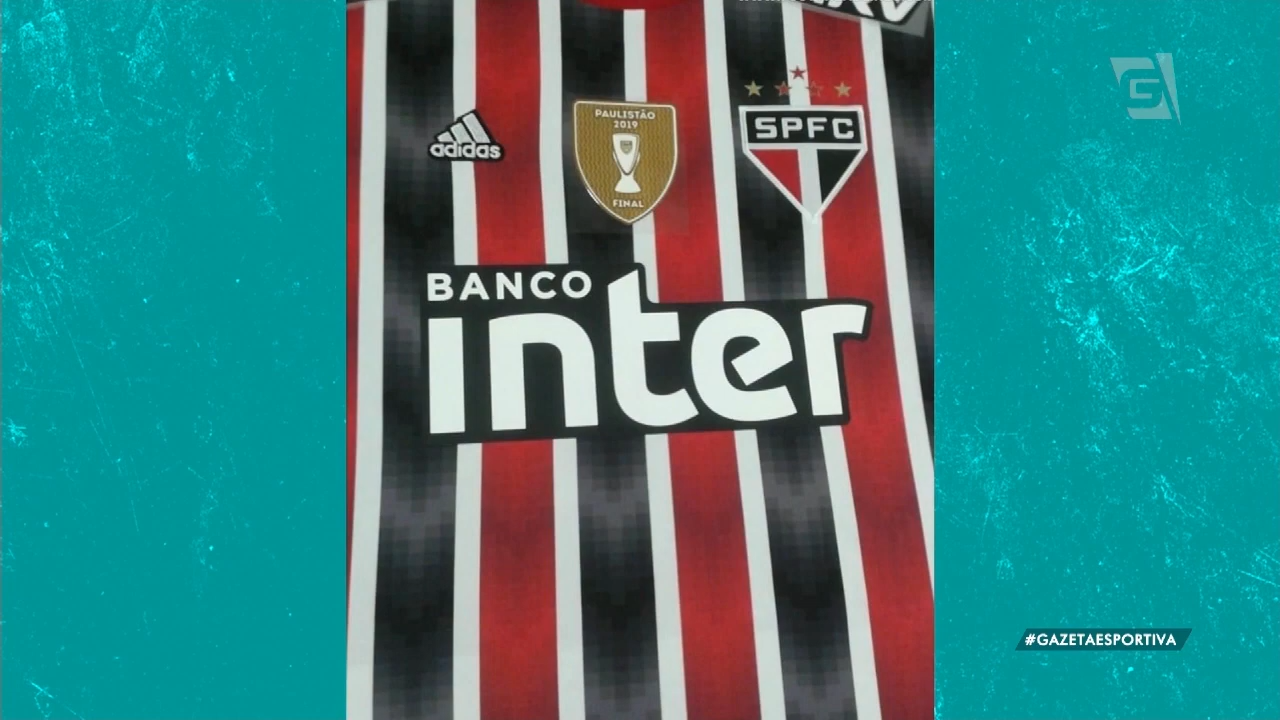 adidas
PAULISTÃO
2019
FINAL
SPFC
BANCO
inter
#GAZETAESPORTIVA